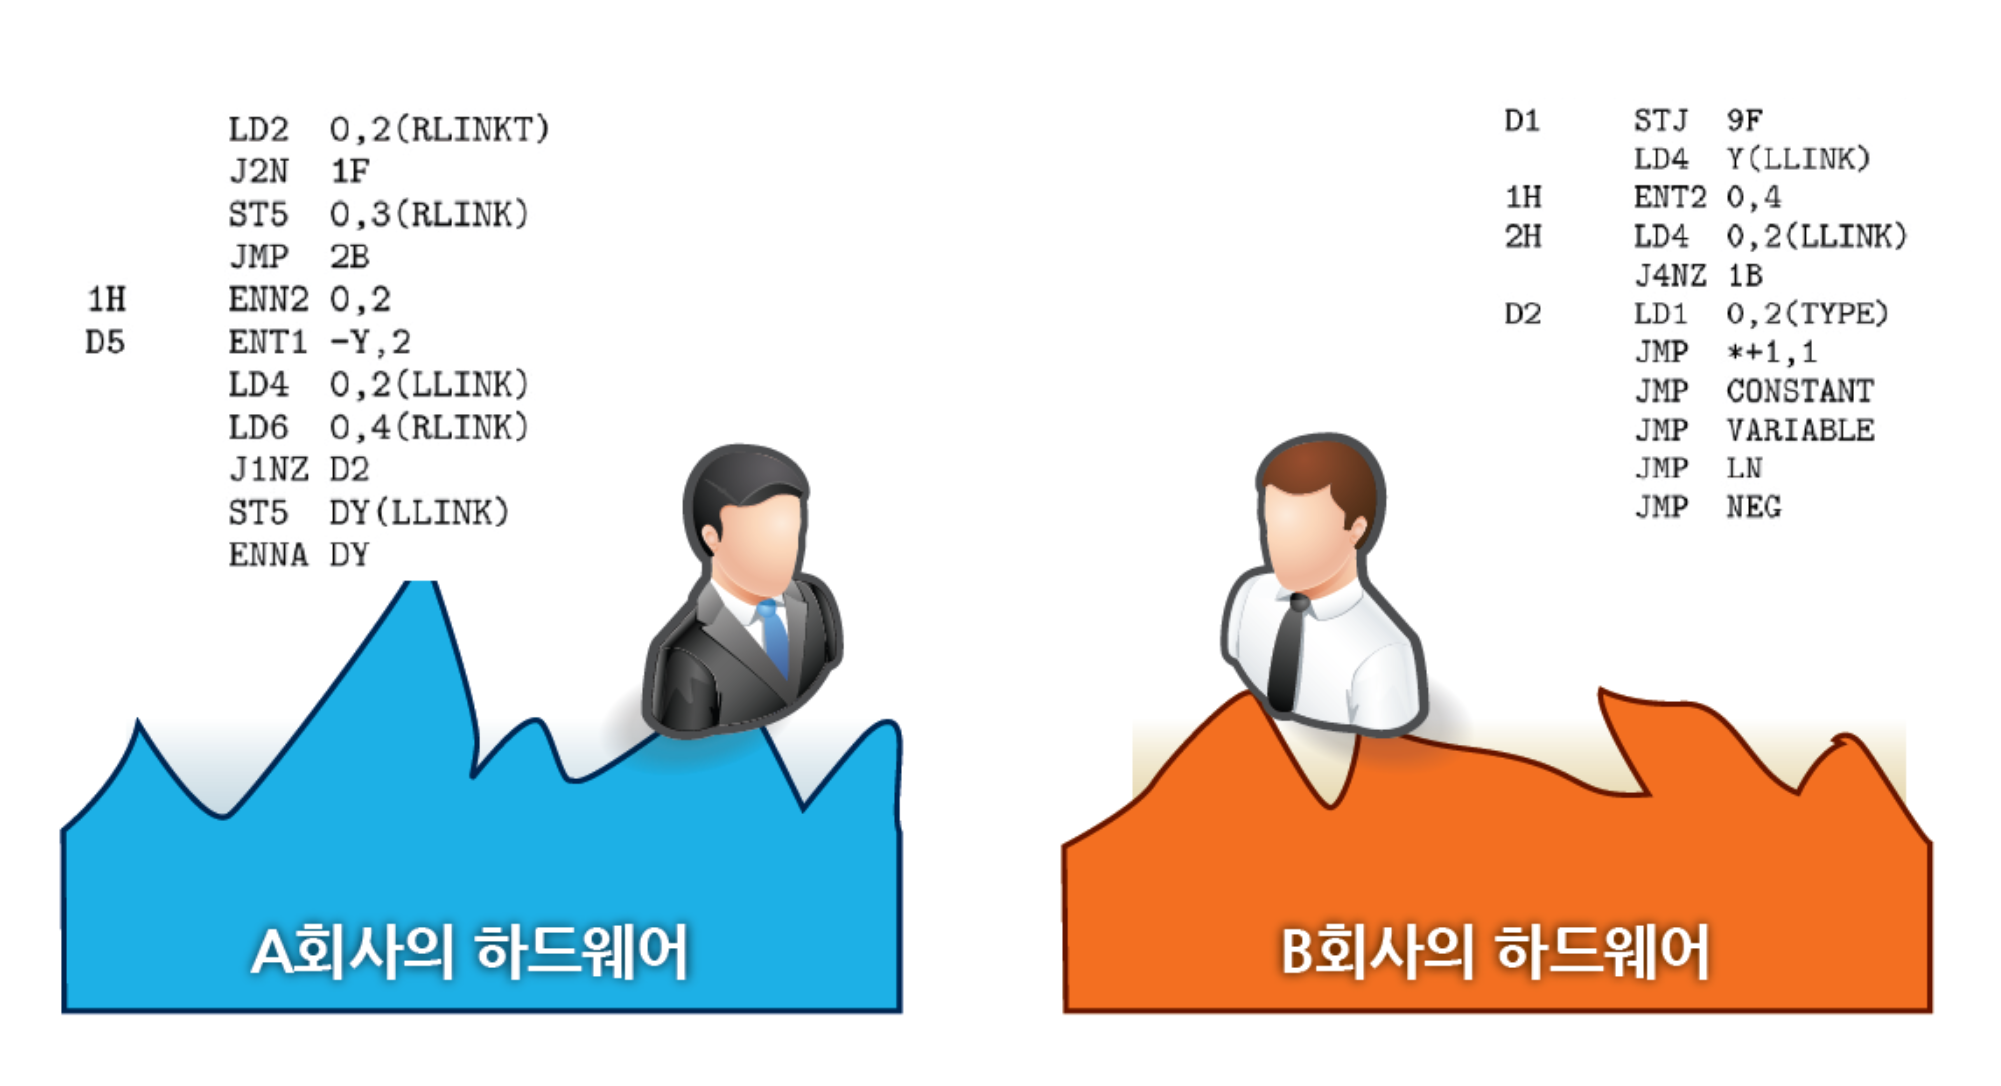 LD2 0,2(RLINKT)
J2N 1F
ST5 0,3(RLINK)
JMP 2B
1H ENN2 0,2
D5 ENT1 -Y,2
LD4 0,2(LLINK)
LD6 0,4(RLINK)
J1NZ D2
ST5 DY(LLINK)
ENNA DY
A회사의 하드웨어
D1 STJ 9F
LD4 Y(LLINK)
1H ENT2 0,4
2H LD4 0,2(LLINK)
J4NZ 1B
D2 LD1 0,2(TYPE)
JMP *+1,1
JMP CONSTANT
JMP VARIABLE
JMP LN
JMP NEG
B회사의 하드웨어